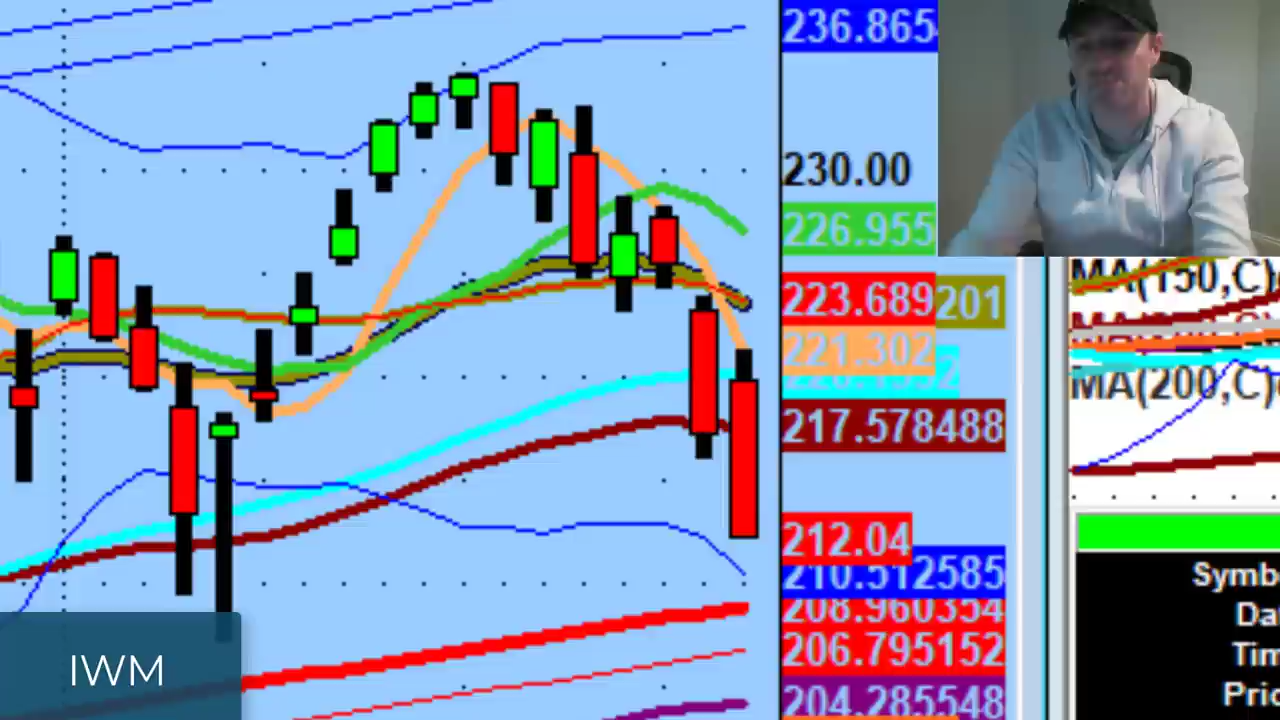 236.865
230.00
226.955
223.689 201
221.302
217.578488
212.04
210.512585
208.960354
206.795152
204.285548
MA(150,C)
MA(200,C)
Symb
Da
Tim
Pric
IWM